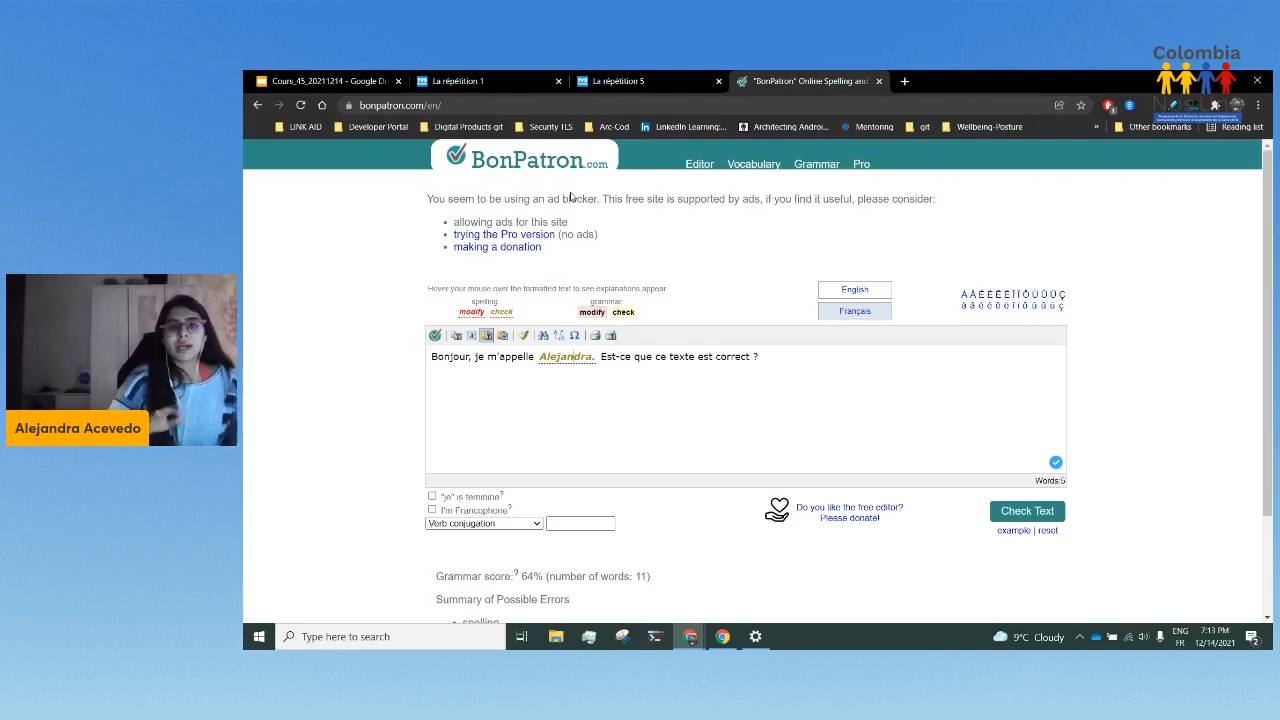 Colombia
Cours_45_20211214 - Google Dr
La répétition 1
La répétition 5
"BonPatron" Online Spelling and
bonpatron.com/en/
LINK AID
Developer Portal
Digital Products git
Security TLS
Arc-Cod
LinkedIn Learning:...
Architecting Androi...
Mentoring
git
Wellbeing-Posture
»
Other bookmarks
Reading list
BonPatron.com
Editor
Vocabulary
Grammar
Pro
You seem to be using an ad blocker. This free site is supported by ads, if you find it useful, please consider:
• allowing ads for this site
• trying the Pro version (no ads)
• making a donation
Hover your mouse over the formatted text to see explanations appear.
spelling:
modify check
grammar:
modify check
English
Français
Bonjour, je m'appelle Alejandra. Est-ce que ce texte est correct ?
Words:5
"je" is feminine?
I'm Francophone?
Verb conjugation
Do you like the free editor?
Please donate!
Check Text
example | reset
Grammar score:? 64% (number of words: 11)
Summary of Possible Errors
• spelling
Alejandra Acevedo
Type here to search
9°C Cloudy
ENG
FR
7:13 PM
12/14/2021
2